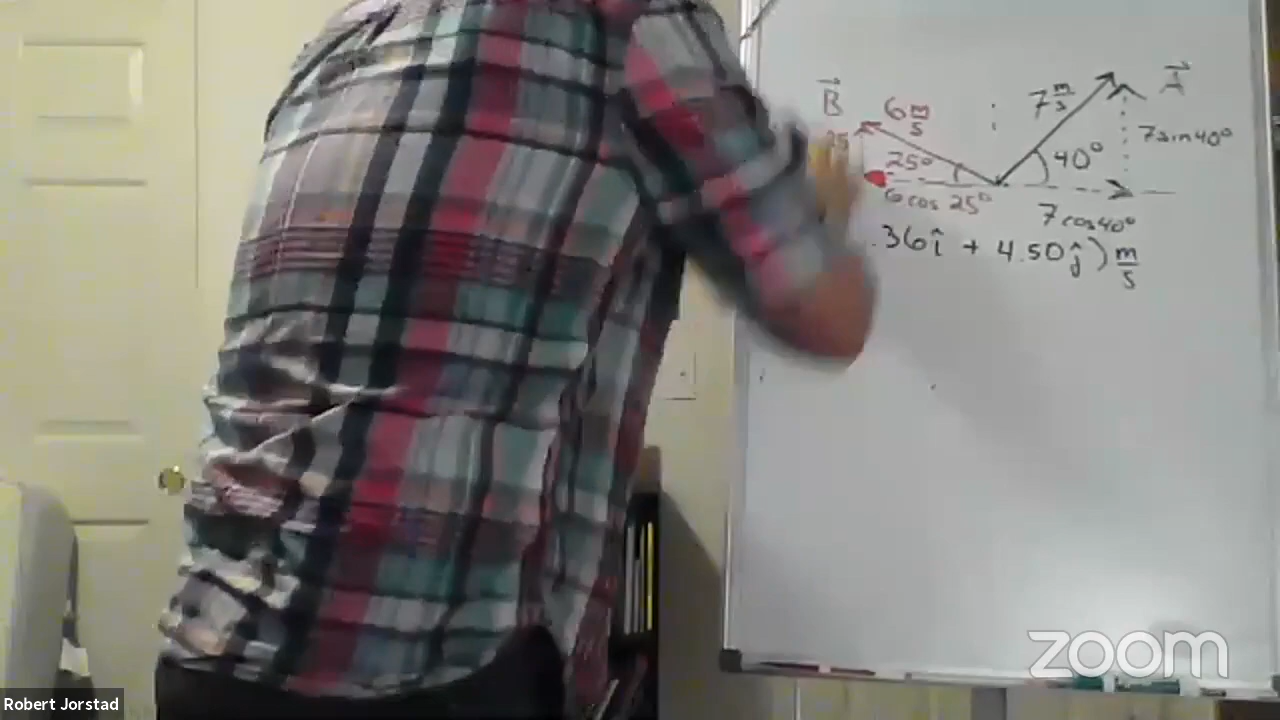 B
6 m/s
7 m/s
A
25
25°
40°
7 sin 40°
6 cos 25°
7 cos 40°
.36î + 4.50ĵ) m/s
zoom
Robert Jorstad